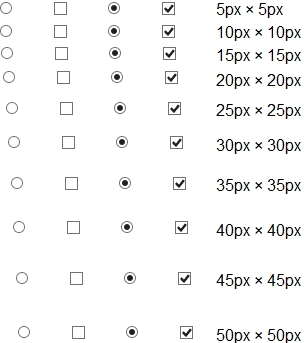 5px × 5px
10px × 10px
15px × 15px
20px × 20px
25px × 25px
30px × 30px
35px × 35px
40px × 40px
45px × 45px
50px × 50px